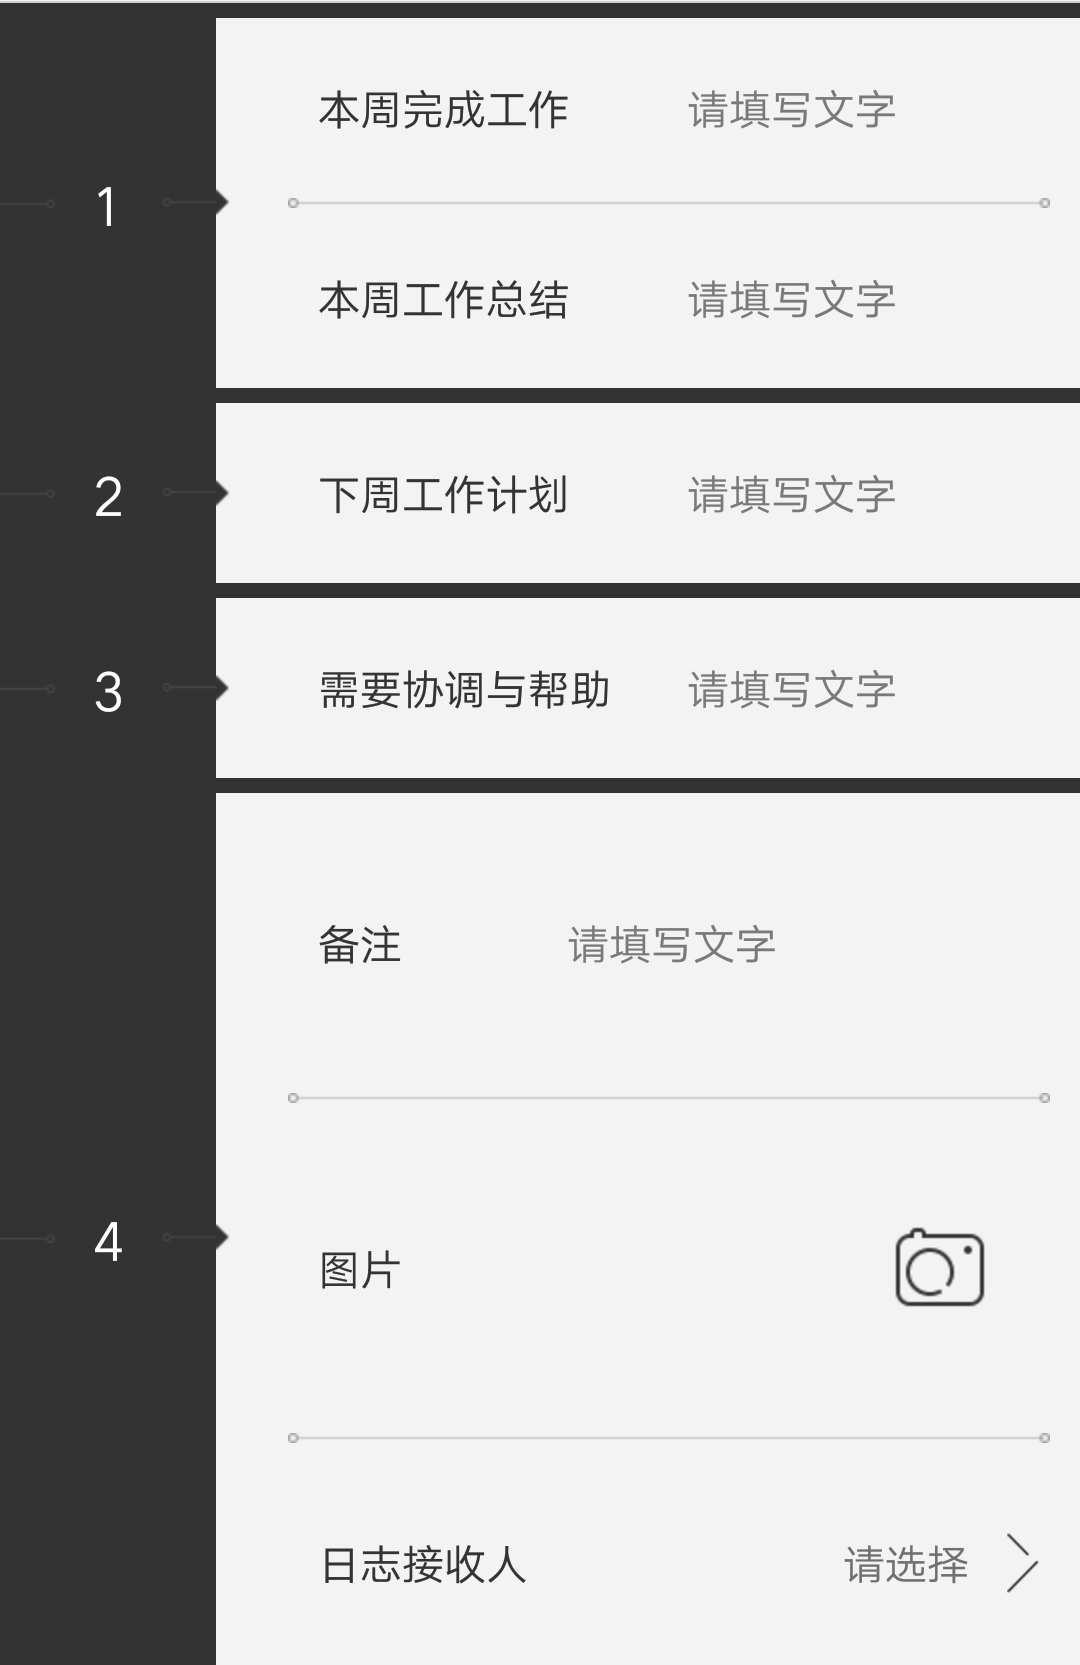 本周完成工作 请填写文字
1
本周工作总结 请填写文字
2 下周工作计划 请填写文字
3 需要协调与帮助 请填写文字
备注 请填写文字
4
图片
日志接收人 请选择